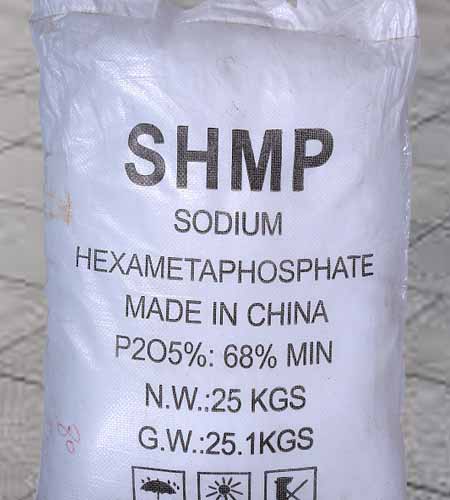 SHMP
SODIUM
HEXAMETAPHOSPHATE
MADE IN CHINA
P2O5%: 68% MIN
N.W.:25 KGS
G.W.:25.1KGS